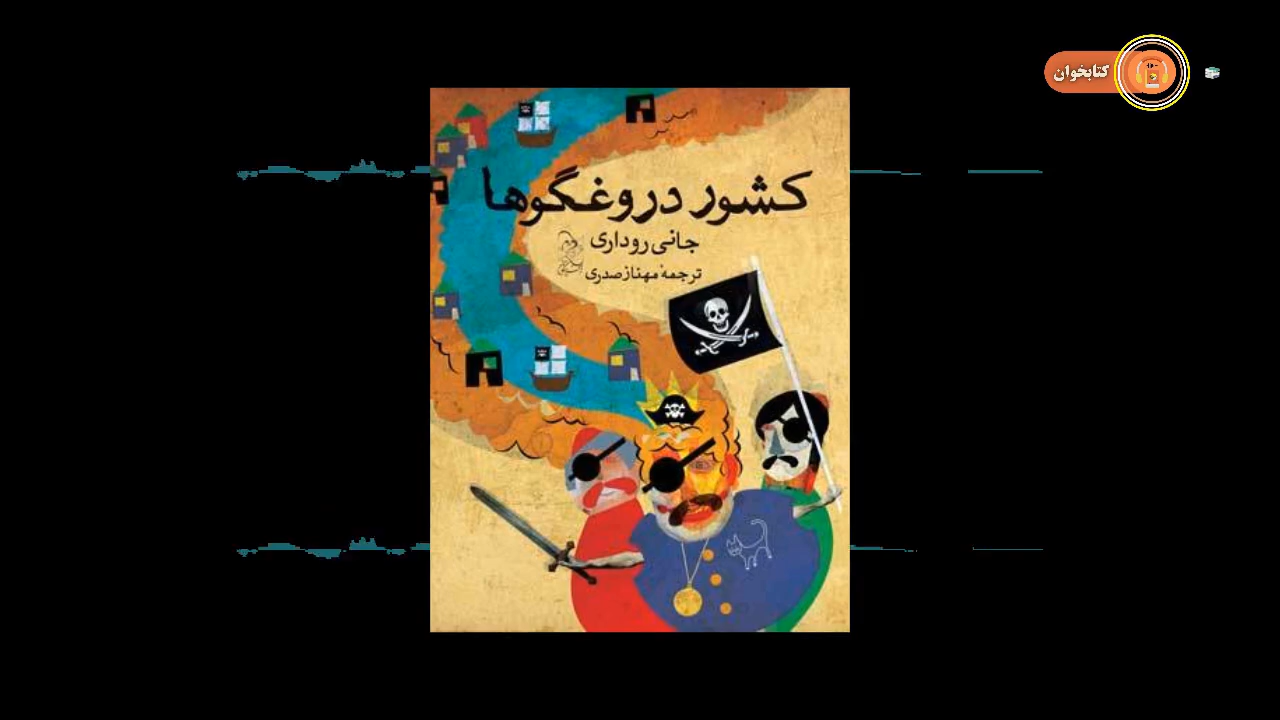 کتابخوان
کشور دروغگوها
جانی روداری
ترجمهٔ مهناز صدری